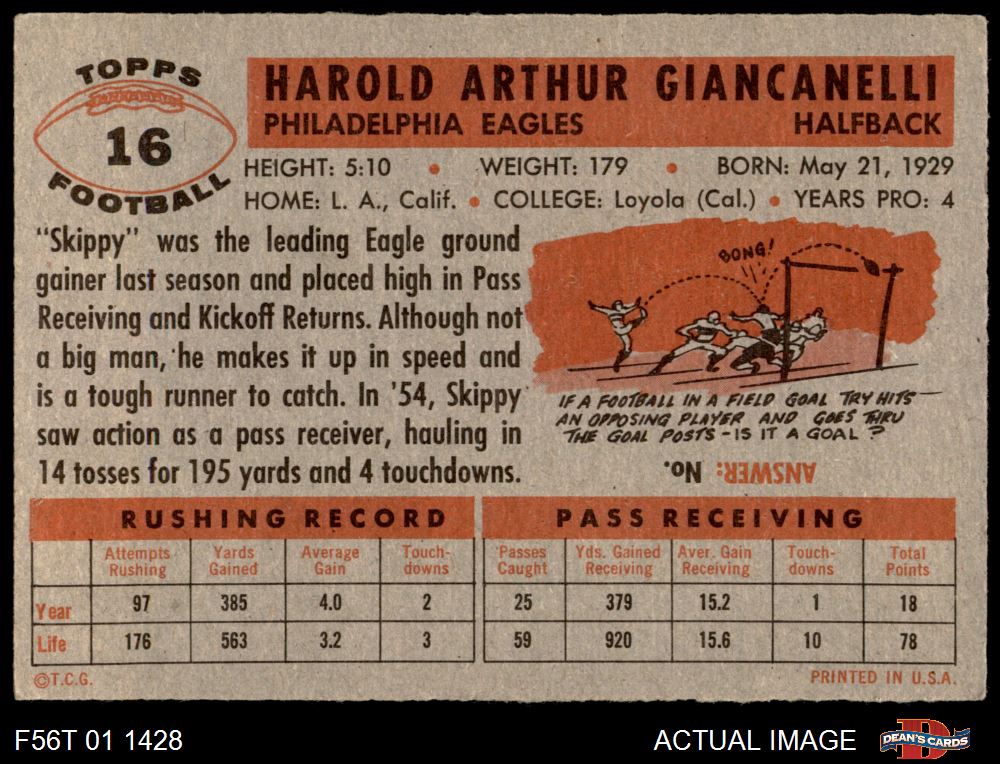 TOPPS
16
FOOTBALL
HAROLD ARTHUR GIANCANELLI
PHILADELPHIA EAGLES HALFBACK
HEIGHT: 5:10 • WEIGHT: 179 • BORN: May 21, 1929
HOME: L. A., Calif. • COLLEGE: Loyola (Cal.) • YEARS PRO: 4
"Skippy" was the leading Eagle ground
gainer last season and placed high in Pass
Receiving and Kickoff Returns. Although not
a big man, he makes it up in speed and
is a tough runner to catch. In '54, Skippy
saw action as a pass receiver, hauling in
14 tosses for 195 yards and 4 touchdowns.
BONG!
IF A FOOTBALL IN A FIELD GOAL TRY HITS
AN OPPOSING PLAYER AND GOES THRU
THE GOAL POSTS - IS IT A GOAL?
ANSWER: No.
RUSHING RECORD PASS RECEIVING
Attempts Yards Average Touch- Passes Yds. Gained Aver. Gain Touch- Total
Rushing Gained Gain downs Caught Receiving Receiving downs Points
Year 97 385 4.0 2 25 379 15.2 1 18
Life 176 563 3.2 3 59 920 15.6 10 78
©T.C.G. PRINTED IN U.S.A.
F56T 01 1428 ACTUAL IMAGE DEAN'S CARDS